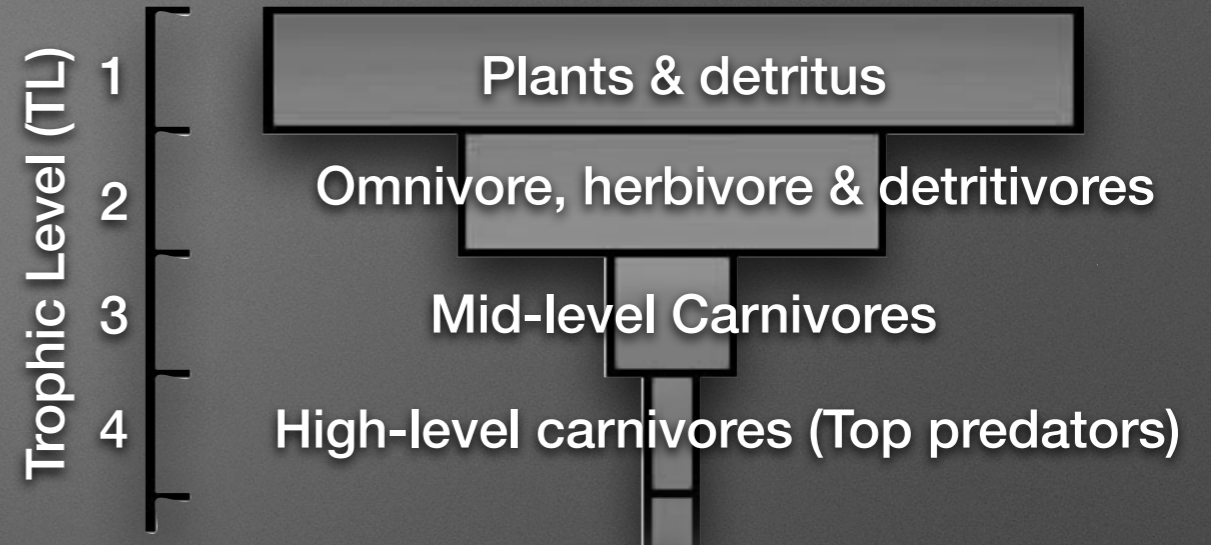 Trophic Level (TL)
1
Plants & detritus
2
Omnivore, herbivore & detritivores
3
Mid-level Carnivores
4
High-level carnivores (Top predators)